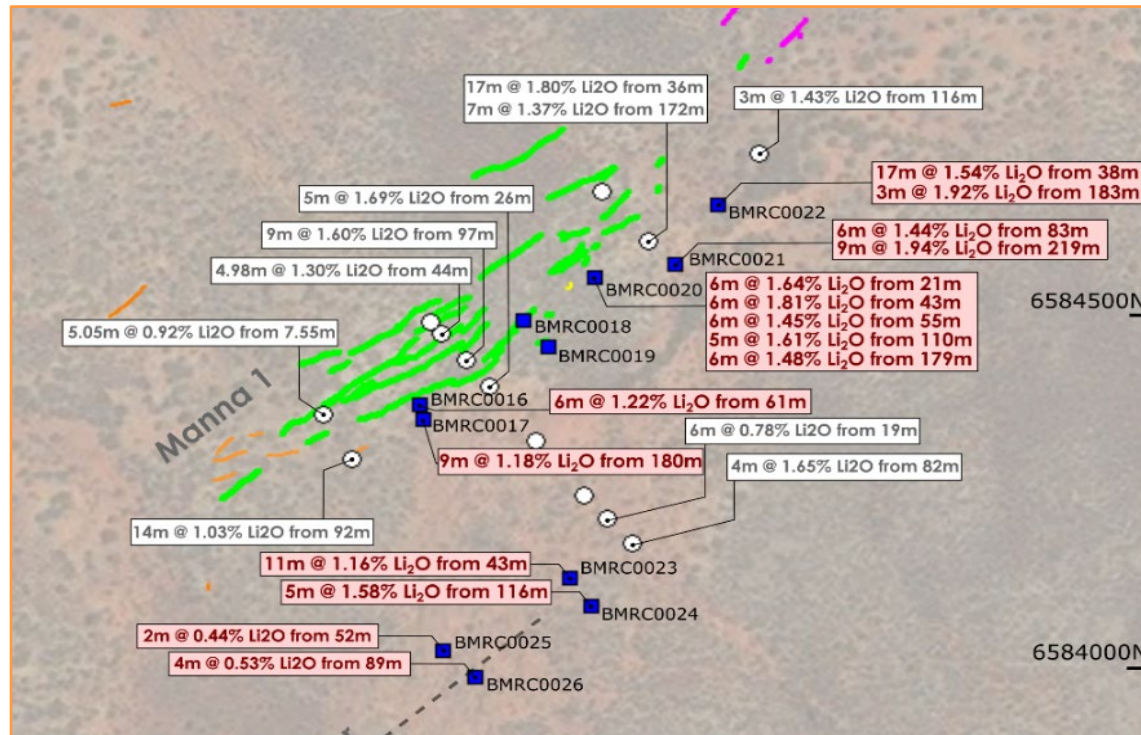 17m @ 1.80% Li2O from 36m
7m @ 1.37% Li2O from 172m
3m @ 1.43% Li2O from 116m
17m @ 1.54% Li₂O from 38m
3m @ 1.92% Li₂O from 183m
BMRC0022
5m @ 1.69% Li2O from 26m
9m @ 1.60% Li2O from 97m
6m @ 1.44% Li₂O from 83m
9m @ 1.94% Li₂O from 219m
BMRC0021
4.98m @ 1.30% Li2O from 44m
BMRC0020
6m @ 1.64% Li₂O from 21m
6m @ 1.81% Li₂O from 43m
6m @ 1.45% Li₂O from 55m
5m @ 1.61% Li₂O from 110m
6m @ 1.48% Li₂O from 179m
6584500N
5.05m @ 0.92% Li2O from 7.55m
BMRC0018
BMRC0019
Manna 1
BMRC0016
6m @ 1.22% Li₂O from 61m
BMRC0017
6m @ 0.78% Li2O from 19m
9m @ 1.18% Li₂O from 180m
4m @ 1.65% Li2O from 82m
14m @ 1.03% Li2O from 92m
11m @ 1.16% Li₂O from 43m
BMRC0023
5m @ 1.58% Li₂O from 116m
BMRC0024
2m @ 0.44% Li2O from 52m
BMRC0025
6584000N
4m @ 0.53% Li2O from 89m
BMRC0026